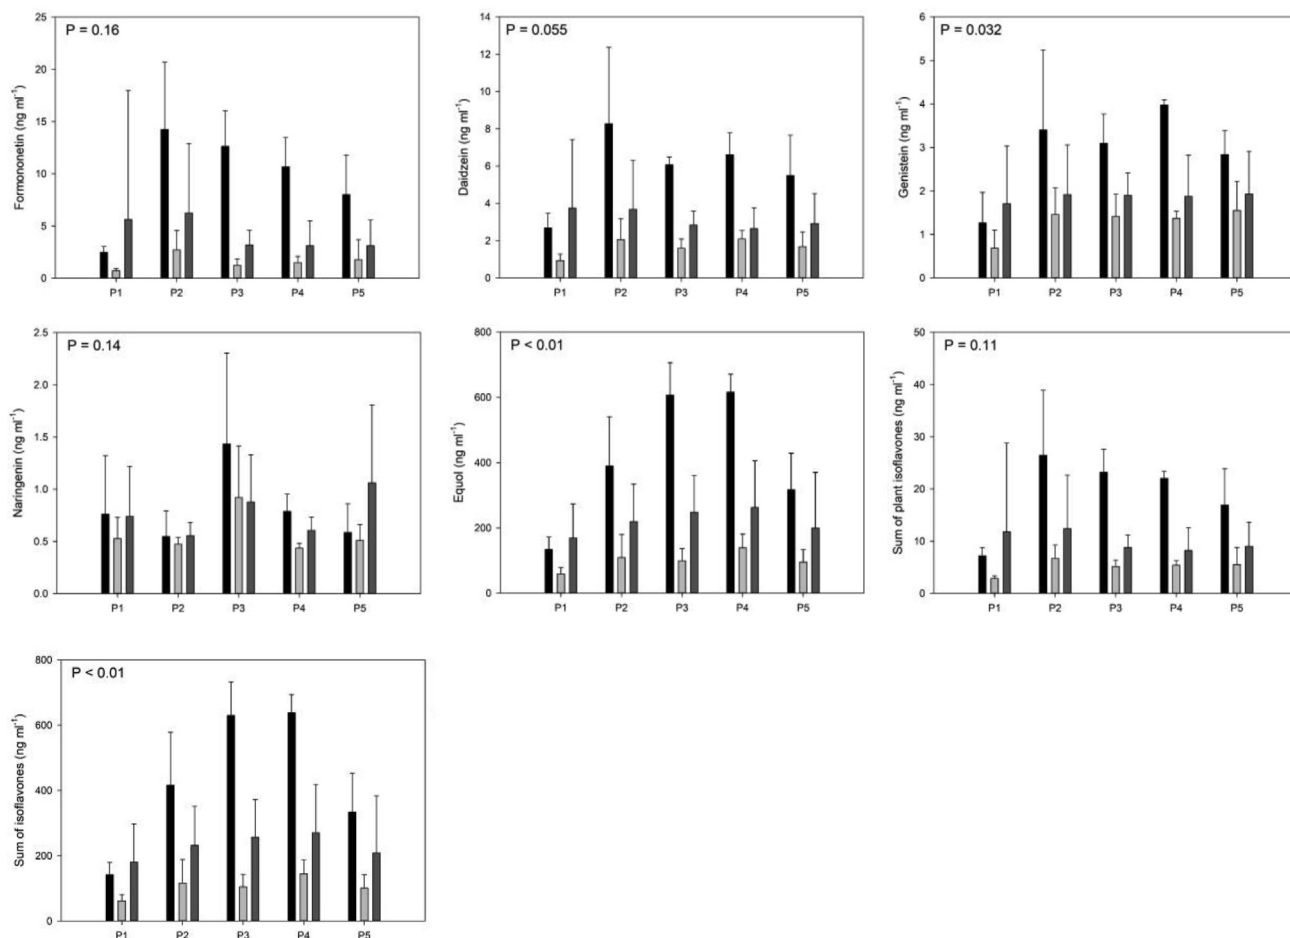 P = 0.16
Formononetin (ng ml⁻¹)
25
20
15
10
5
0
P1 P2 P3 P4 P5
P = 0.055
Daidzein (ng ml⁻¹)
14
12
10
8
6
4
2
0
P1 P2 P3 P4 P5
P = 0.032
Genistein (ng ml⁻¹)
6
5
4
3
2
1
0
P1 P2 P3 P4 P5
P = 0.14
Naringenin (ng ml⁻¹)
2.5
2.0
1.5
1.0
0.5
0.0
P1 P2 P3 P4 P5
P < 0.01
Equol (ng ml⁻¹)
800
600
400
200
0
P1 P2 P3 P4 P5
P = 0.11
Sum of plant isoflavones (ng ml⁻¹)
50
40
30
20
10
0
P1 P2 P3 P4 P5
P < 0.01
Sum of isoflavones (ng ml⁻¹)
800
600
400
200
0
P1 P2 P3 P4 P5